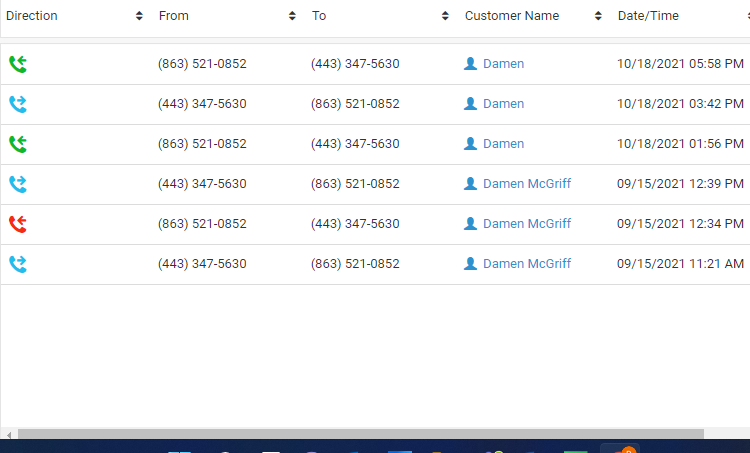 Direction From To Customer Name Date/Time
(863) 521-0852 (443) 347-5630 Damen 10/18/2021 05:58 PM
(443) 347-5630 (863) 521-0852 Damen 10/18/2021 03:42 PM
(863) 521-0852 (443) 347-5630 Damen 10/18/2021 01:56 PM
(443) 347-5630 (863) 521-0852 Damen McGriff 09/15/2021 12:39 PM
(863) 521-0852 (443) 347-5630 Damen McGriff 09/15/2021 12:34 PM
(443) 347-5630 (863) 521-0852 Damen McGriff 09/15/2021 11:21 AM